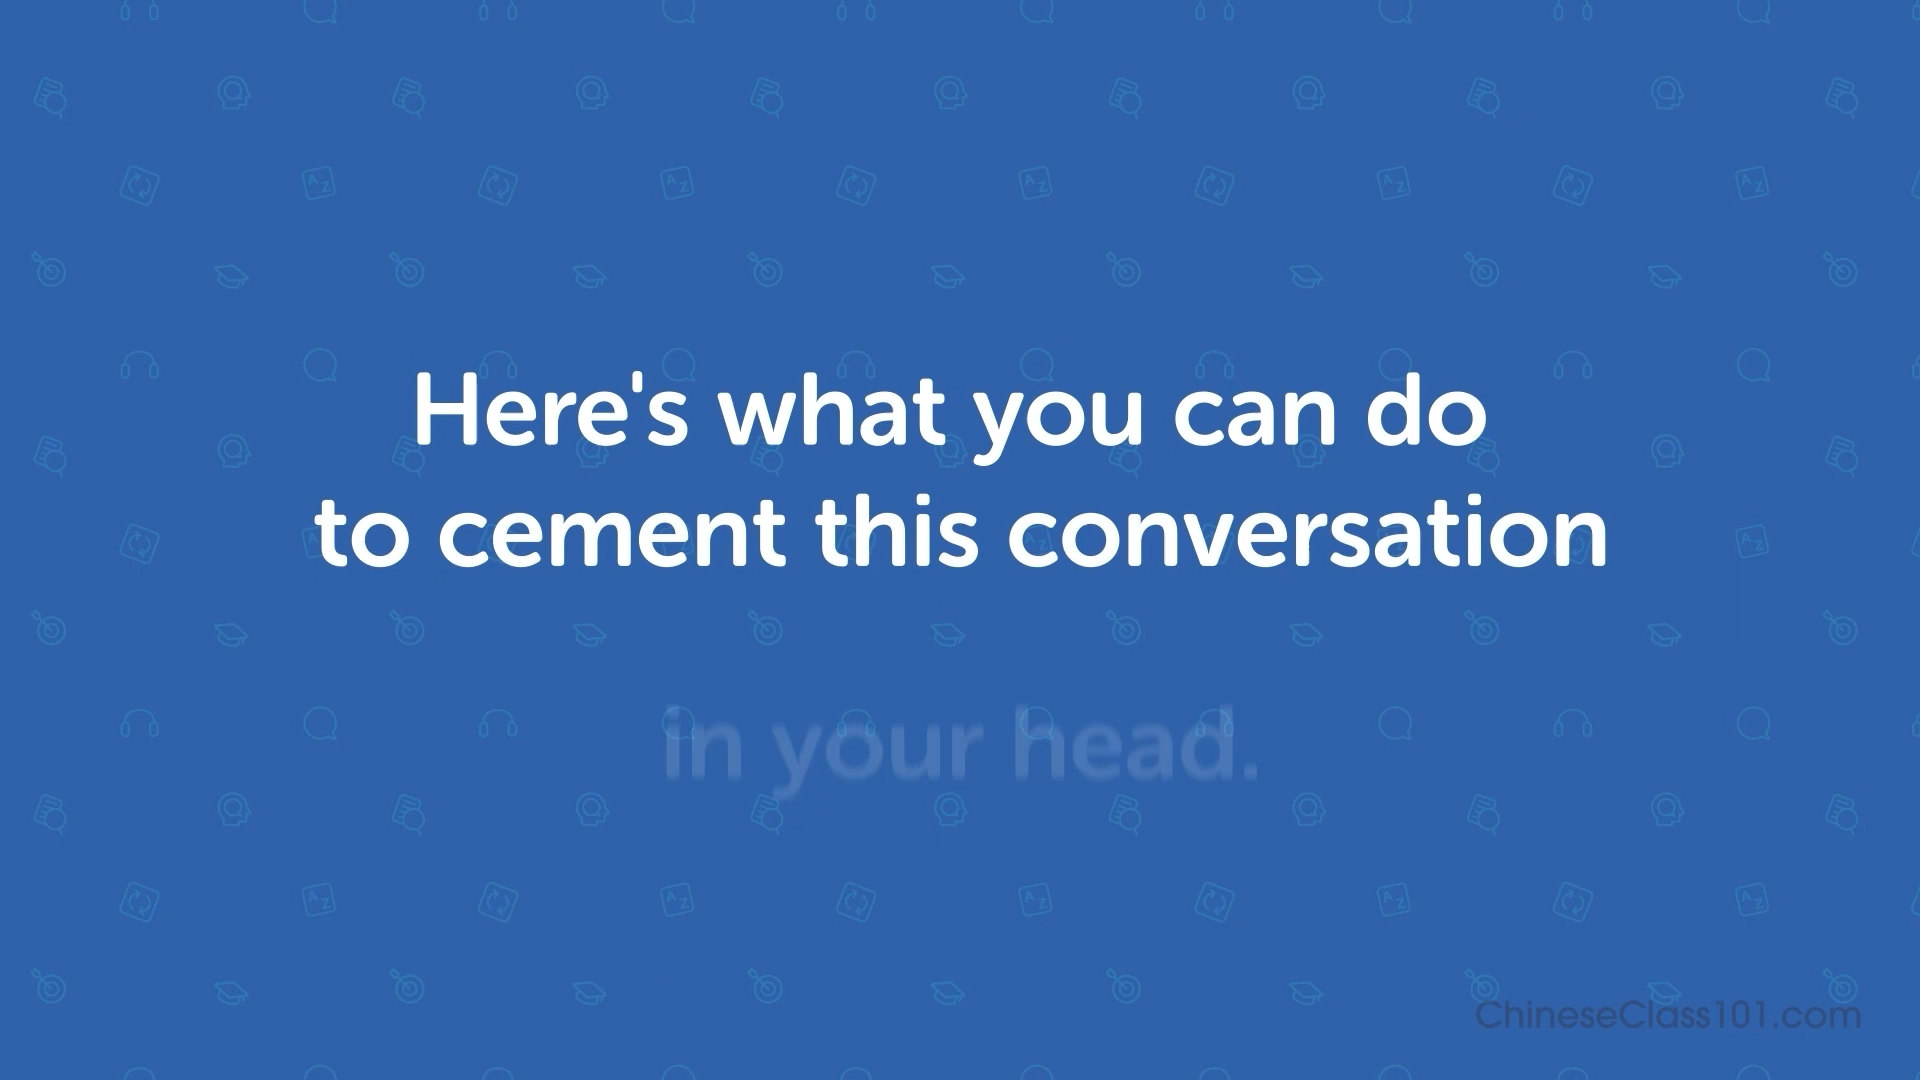 Here's what you can do
to cement this conversation
in your head.
ChineseClass101.com